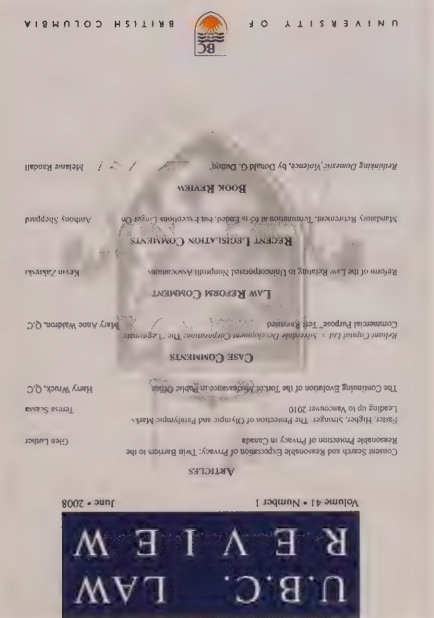 U.B.C. LAW
REVIEW
Volume 41 • Number 1 June 2008
ARTICLES
Consent Search and Reasonable Expectation of Privacy: Twin Barriers to the
Reasonable Protection of Privacy in Canada Glen Luther
Faster, Higher, Stronger: The Protection of Olympic and Paralympic Marks
Leading up to Vancouver 2010 Teresa Scassa
The Continuing Evolution of the Tort of Misfeasance in Public Office Harry Wruck, Q.C.
CASE COMMENTS
Reliant Capital Ltd. v. Silverdale Development Corporation: The "Legitimate
Commercial Purpose" Test Revisited Mary Anne Waldron, Q.C.
LAW REFORM COMMENT
Reform of the Law Relating to Unincorporated Nonprofit Associations Kevin Zakreski
RECENT LEGISLATION COMMENTS
Mandatory Retirement: Termination at 65 is Ended, but Exceptions Linger On Anthony Sheppard
BOOK REVIEW
Rethinking Domestic Violence, by Donald G. Dutton Melanie Randall
UBC
UNIVERSITY OF BRITISH COLUMBIA